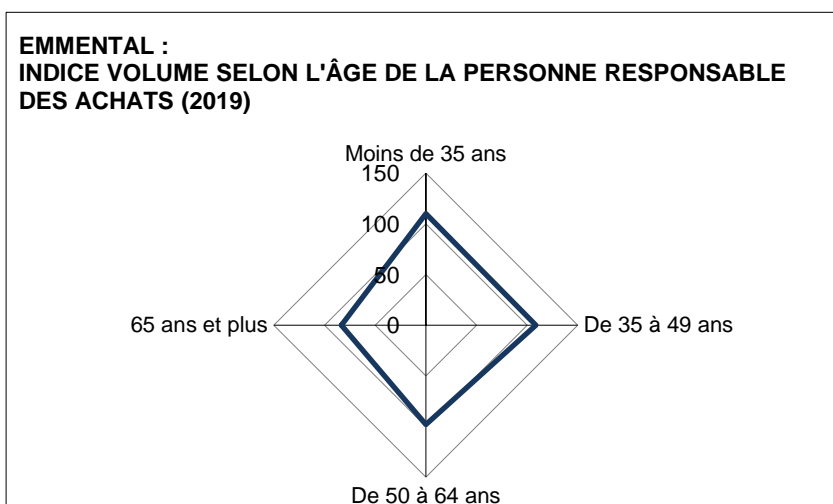 EMMENTAL :
INDICE VOLUME SELON L'ÂGE DE LA PERSONNE RESPONSABLE
DES ACHATS (2019)
Moins de 35 ans
150
100
50
65 ans et plus
0
De 35 à 49 ans
De 50 à 64 ans